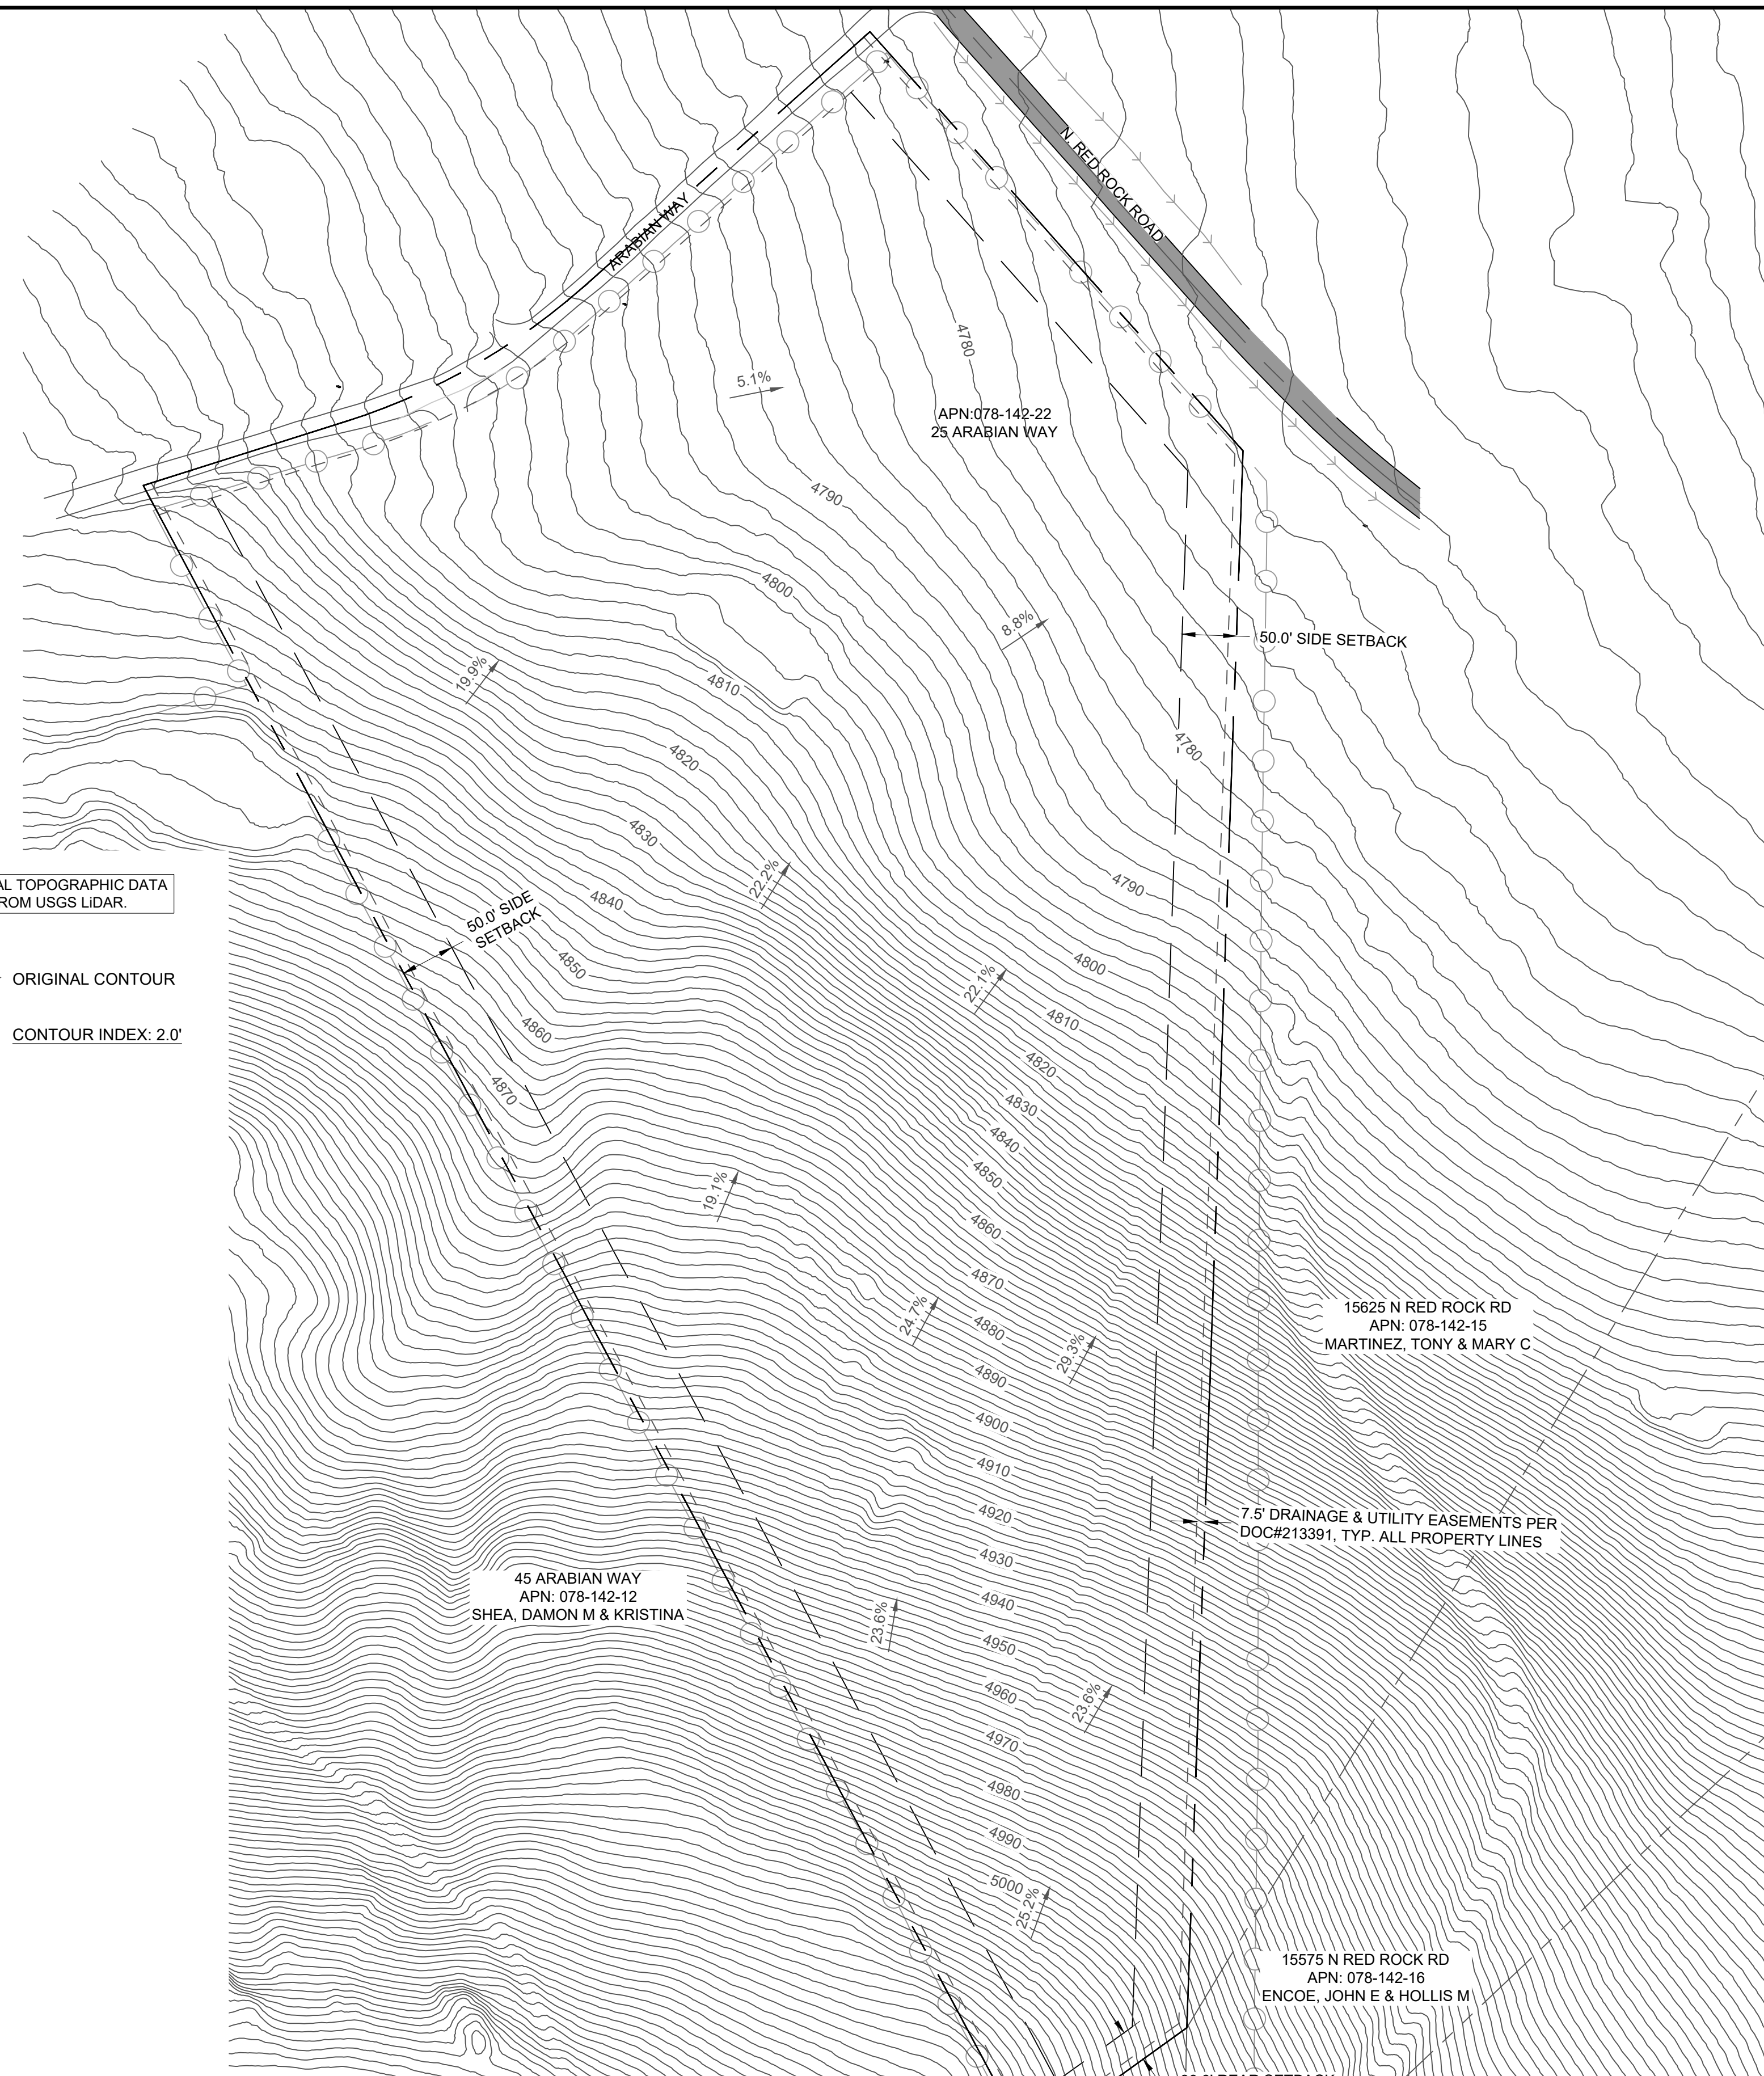 N. RED ROCK ROAD
ARABIAN WAY
4780
5.1%
APN:078-142-22
25 ARABIAN WAY
4790
4800
8.8%
50.0' SIDE SETBACK
19.9%
4810
4780
4820
4830
22.2%
4790
AL TOPOGRAPHIC DATA
ROM USGS LiDAR.
4840
50.0' SIDE
SETBACK
4850
4800
22.1%
ORIGINAL CONTOUR
4810
4860
CONTOUR INDEX: 2.0'
4820
4870
4830
4840
4850
19.1%
4860
4870
15625 N RED ROCK RD
APN: 078-142-15
MARTINEZ, TONY & MARY C
24.7%
4880
29.3%
4890
4900
4910
4920
7.5' DRAINAGE & UTILITY EASEMENTS PER
DOC#213391, TYP. ALL PROPERTY LINES
4930
45 ARABIAN WAY
APN: 078-142-12
SHEA, DAMON M & KRISTINA
4940
23.6%
4950
4960
23.6%
4970
4980
4990
5000
25.2%
15575 N RED ROCK RD
APN: 078-142-16
ENCOE, JOHN E & HOLLIS M
REAR SETBACK